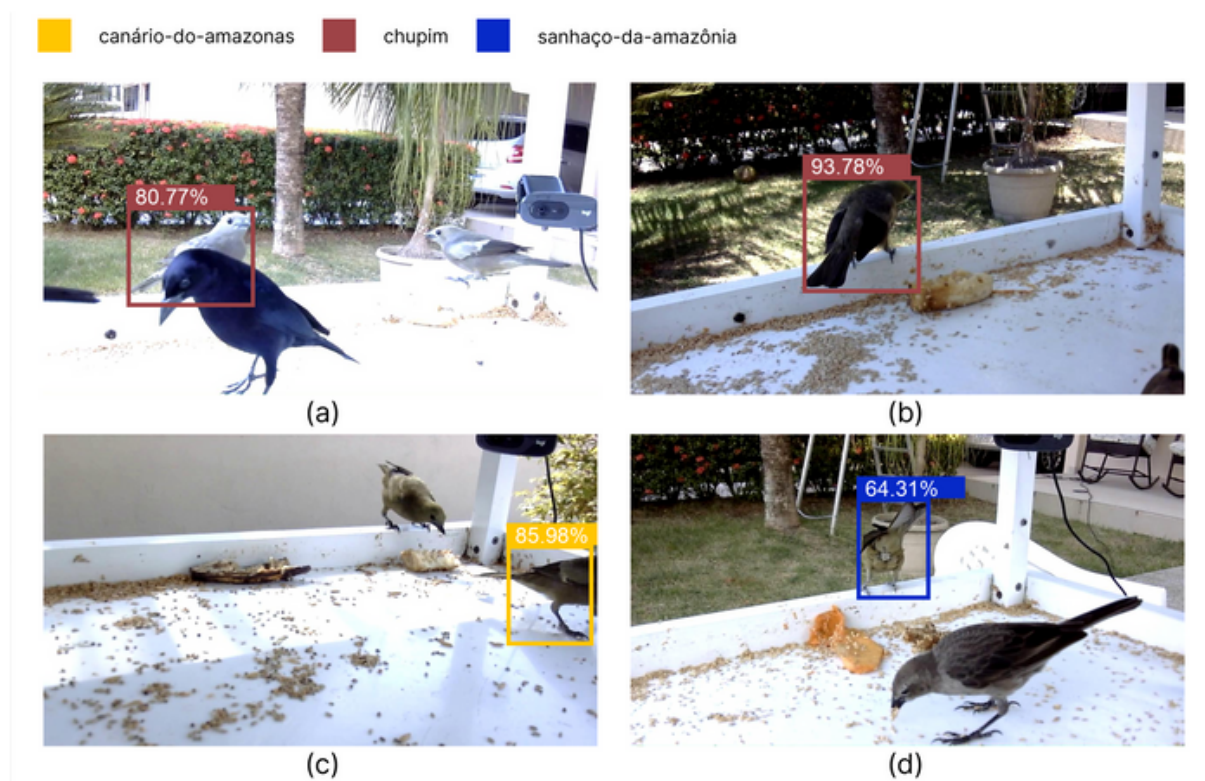 canário-do-amazonas chupim sanhaço-da-amazônia
80.77%
93.78%
(a) (b)
85.98%
64.31%
(c) (d)